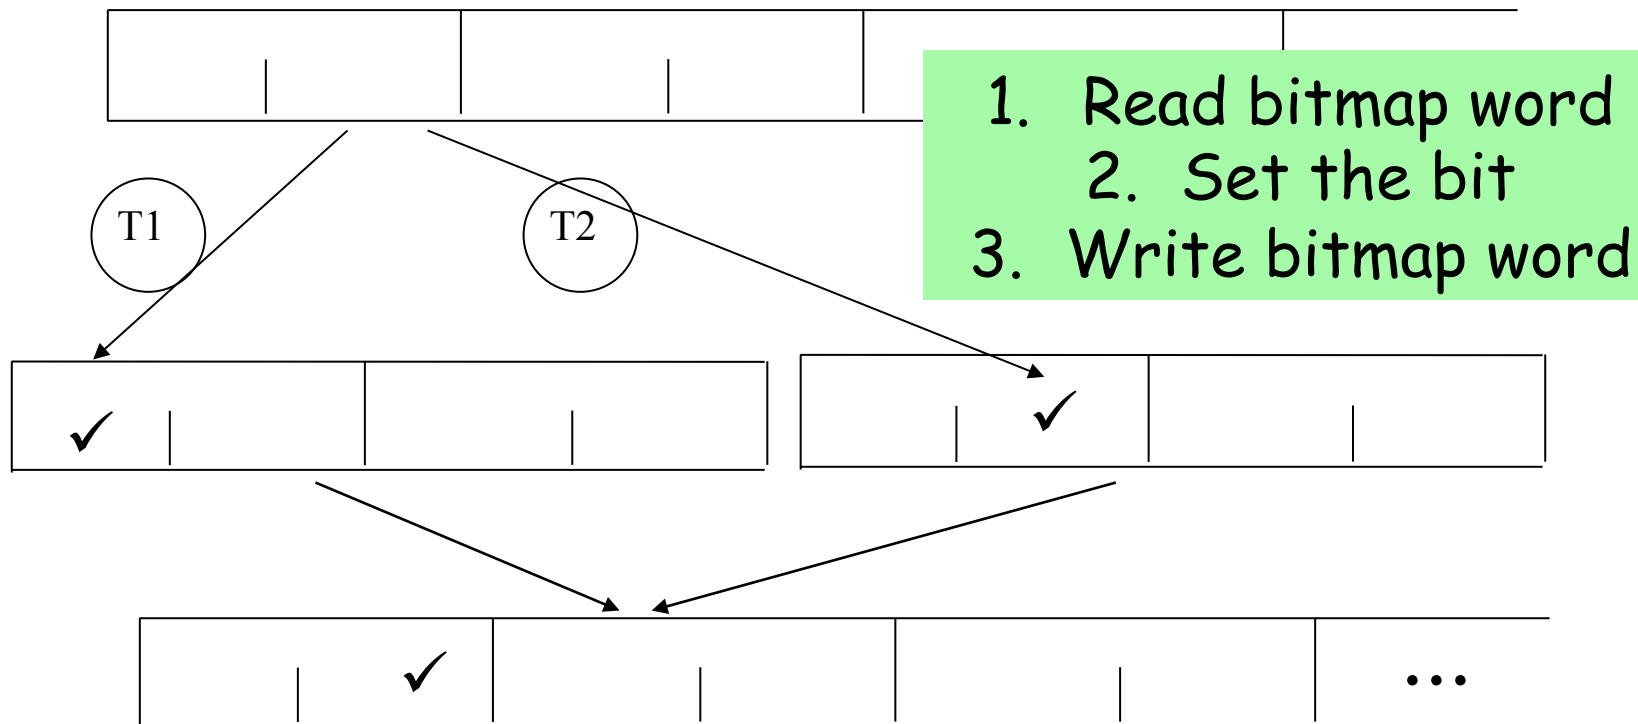 1. Read bitmap word
2. Set the bit
3. Write bitmap word
T1
T2
✓
✓
✓
...